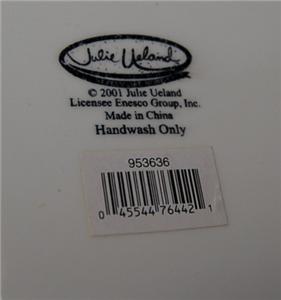 Julie Ueland
© 2001 Julie Ueland
Licensee Enesco Group, Inc.
Made in China
Handwash Only
953636
0 45544 76442 1